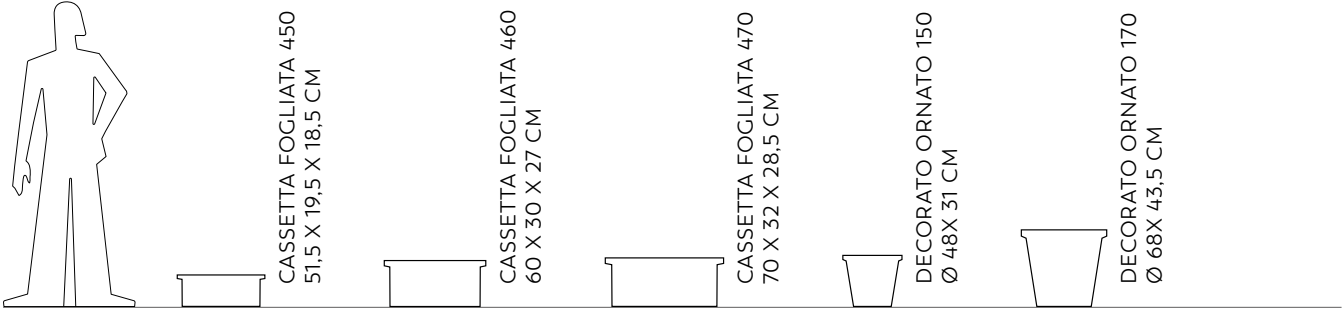 CASSETTA FOGLIATA 450
51,5 X 19,5 X 18,5 CM
CASSETTA FOGLIATA 460
60 X 30 X 27 CM
CASSETTA FOGLIATA 470
70 X 32 X 28,5 CM
DECORATO ORNATO 150
Ø 48X 31 CM
DECORATO ORNATO 170
Ø 68X 43,5 CM